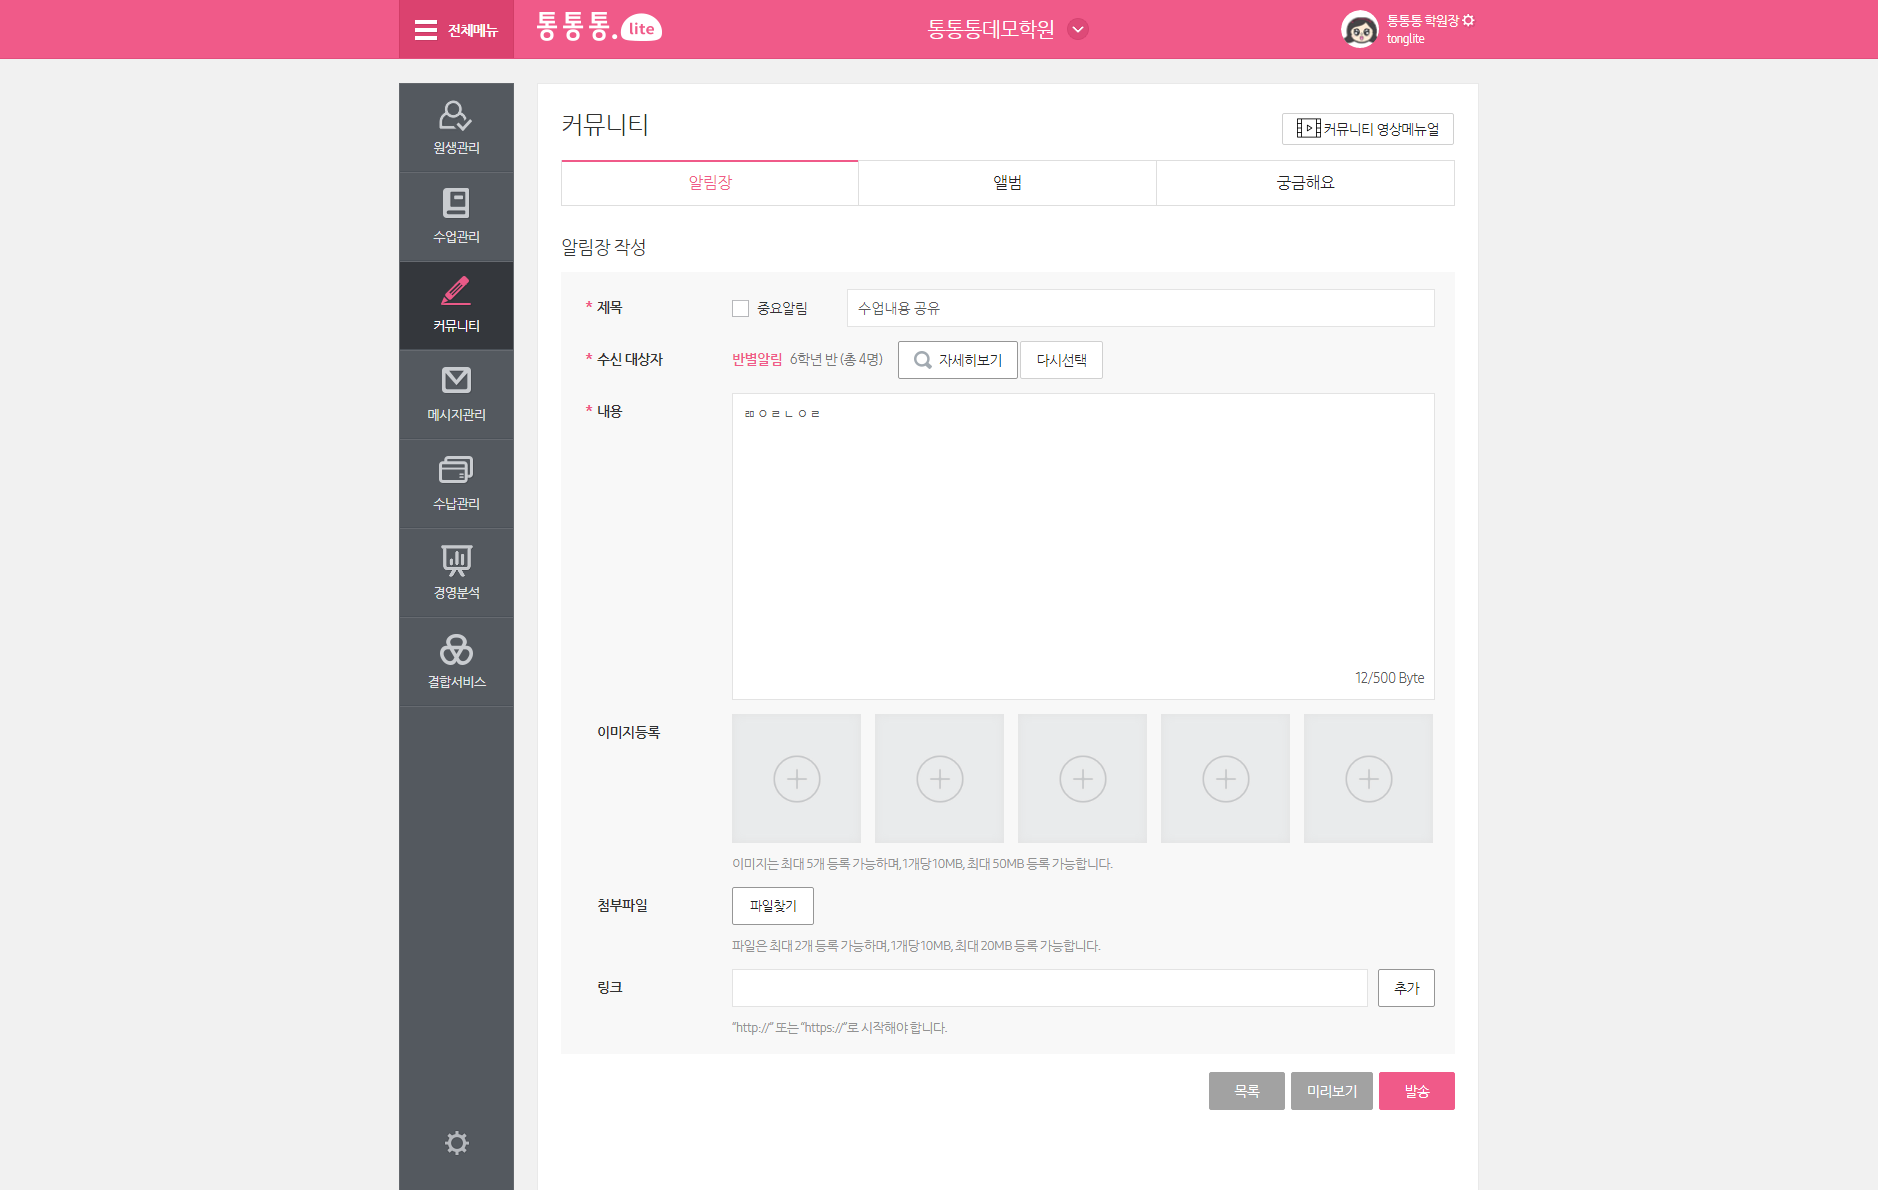 전체메뉴
통통통.lite
통통통데모학원
통통통 학원장
tonglite
원생관리
수업관리
커뮤니티
메시지관리
수납관리
경영분석
결합서비스
커뮤니티
커뮤니티 영상메뉴얼
알림장
앨범
궁금해요
알림장 작성
* 제목
중요알림
수업내용 공유
* 수신 대상자
반별알림 6학년 반 (총 4명)
자세히보기
다시선택
* 내용
ㄻㅇㄹㄴㅇㄹ
12/500 Byte
이미지등록
이미지는 최대 5개 등록 가능하며, 1개당 10MB, 최대 50MB 등록 가능합니다.
첨부파일
파일찾기
파일은 최대 2개 등록 가능하며, 1개당 10MB, 최대 20MB 등록 가능합니다.
링크
추가
"http://" 또는 "https://"로 시작해야 합니다.
목록
미리보기
발송